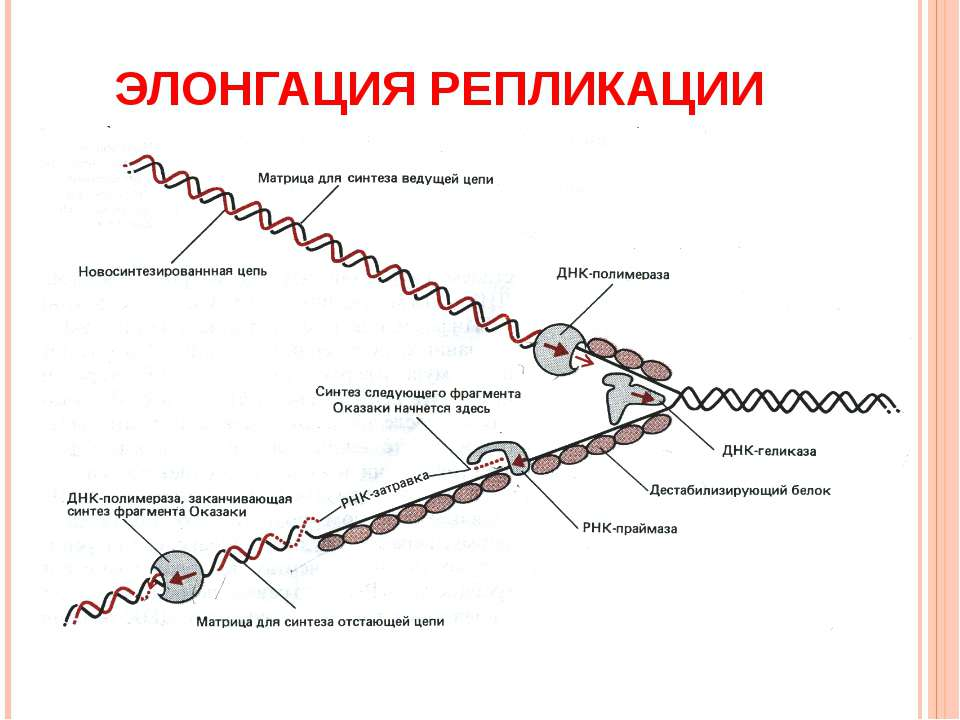 ЭЛОНГАЦИЯ РЕПЛИКАЦИИ
Матрица для синтеза ведущей цепи
Новосинтезированнная цепь
ДНК-полимераза
Синтез следующего фрагмента
Оказаки начнется здесь
ДНК-геликаза
РНК-затравка
Дестабилизирующий белок
ДНК-полимераза, заканчивающая
синтез фрагмента Оказаки
РНК-праймаза
Матрица для синтеза отстающей цепи